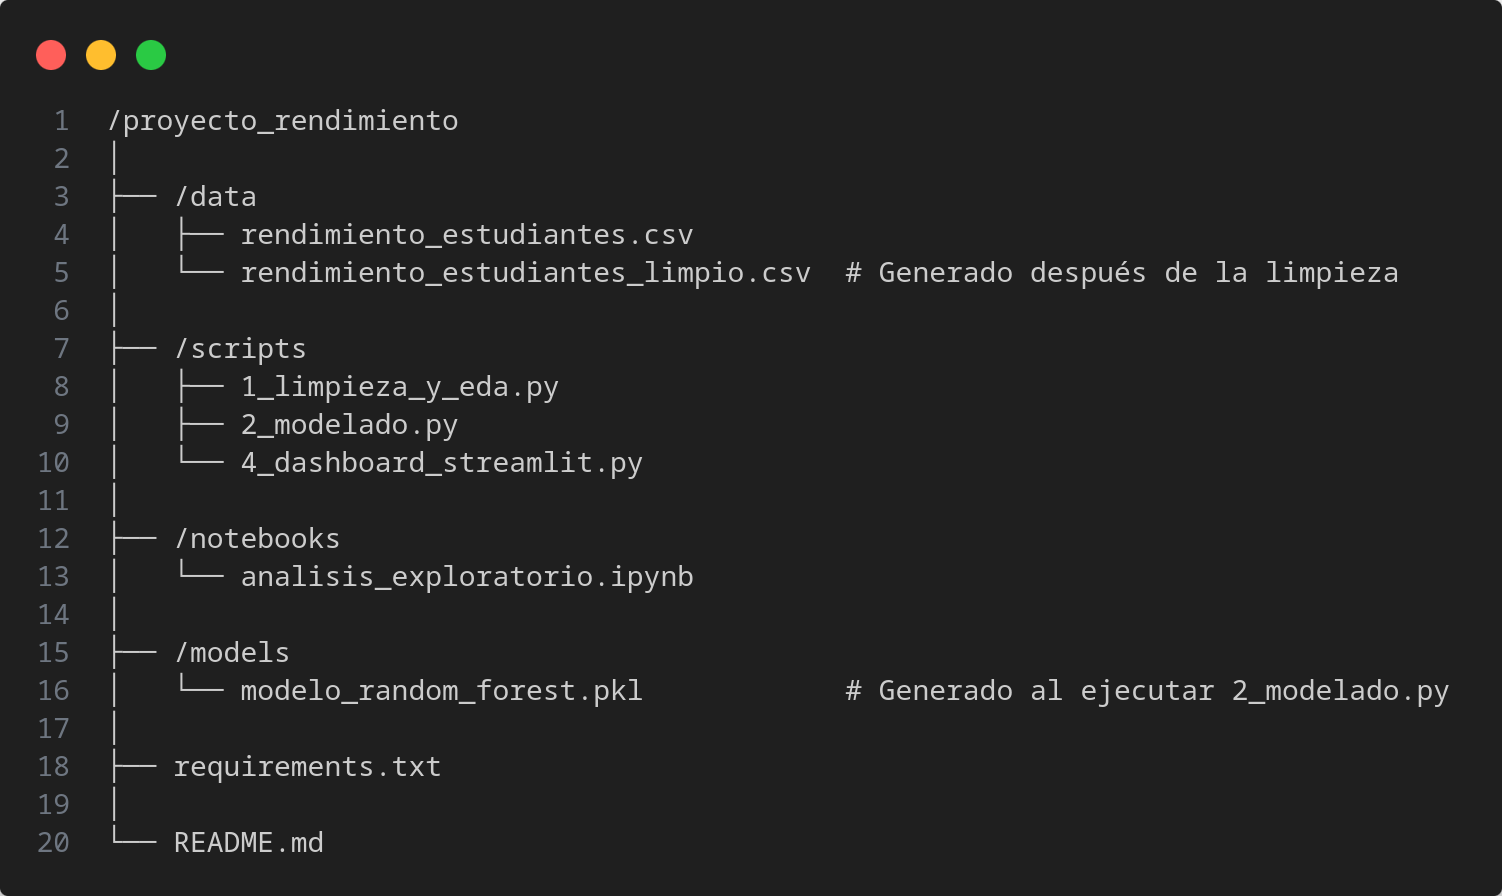 1 /proyecto_rendimiento
2 │
3 ├── /data
4 │   ├── rendimiento_estudiantes.csv
5 │   └── rendimiento_estudiantes_limpio.csv  # Generado después de la limpieza
6 │
7 ├── /scripts
8 │   ├── 1_limpieza_y_eda.py
9 │   ├── 2_modelado.py
10 │   └── 4_dashboard_streamlit.py
11 │
12 ├── /notebooks
13 │   └── analisis_exploratorio.ipynb
14 │
15 ├── /models
16 │   └── modelo_random_forest.pkl            # Generado al ejecutar 2_modelado.py
17 │
18 ├── requirements.txt
19 │
20 └── README.md